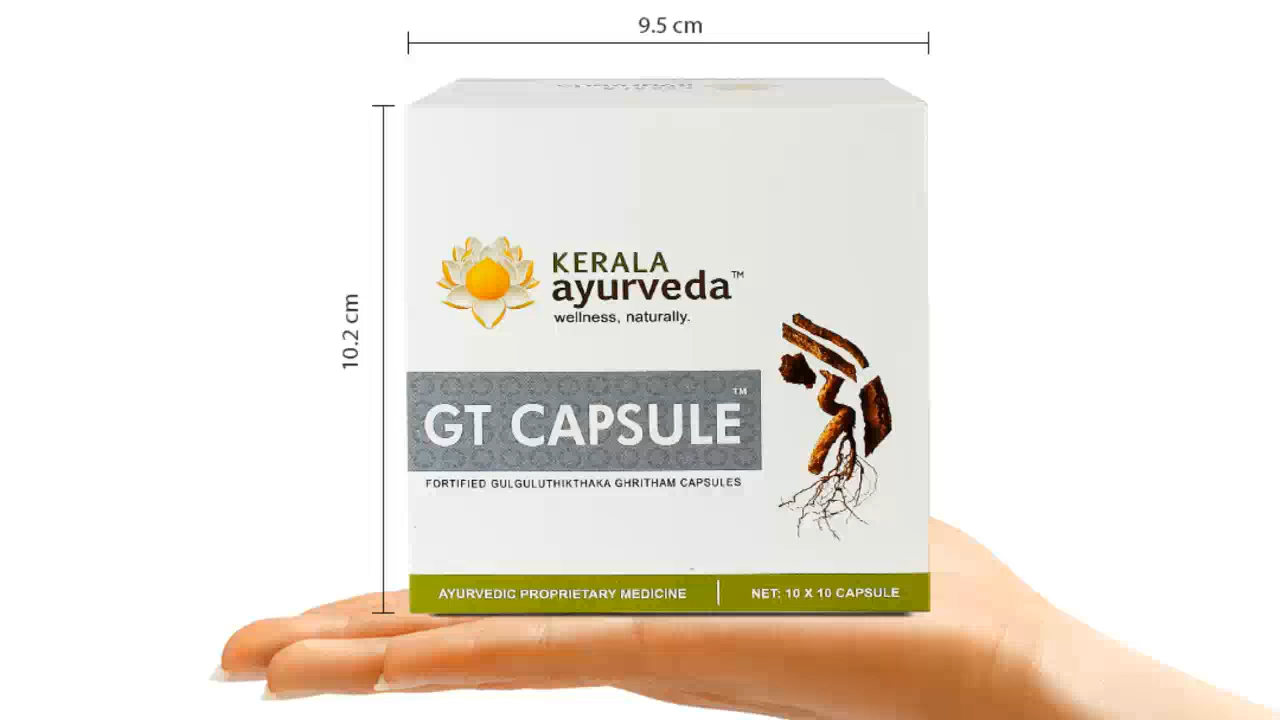 9.5 cm
10.2 cm
KERALA
ayurveda™
wellness, naturally.
GT CAPSULE™
FORTIFIED GULGULUTHIKTHAKA GHRITHAM CAPSULES
AYURVEDIC PROPRIETARY MEDICINE | NET: 10 X 10 CAPSULE